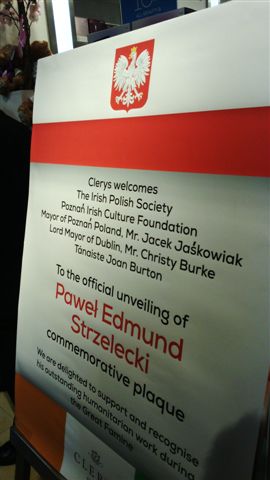 Clerys welcomes
The Irish Polish Society
Poznań Irish Culture Foundation
Mayor of Poznań Poland, Mr. Jacek Jaśkowiak
Lord Mayor of Dublin, Mr. Christy Burke
Tánaiste Joan Burton
To the official unveiling of
Paweł Edmund
Strzelecki
commemorative plaque
We are delighted to support and recognise
his outstanding humanitarian work during
the Great Famine